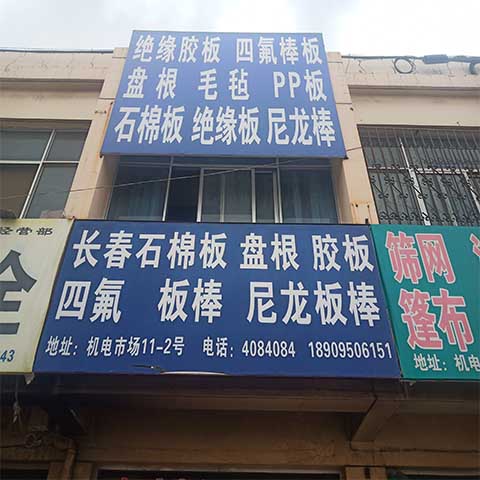 绝缘胶板 四氟棒板
盘根 毛毡 PP板
石棉板 绝缘板 尼龙棒
长春石棉板 盘根 胶板
四氟 板棒 尼龙板棒
地址：机电市场11-2号 电话：4084084 18909506151
经营部
全
43
筛网
篷布
地址：机电